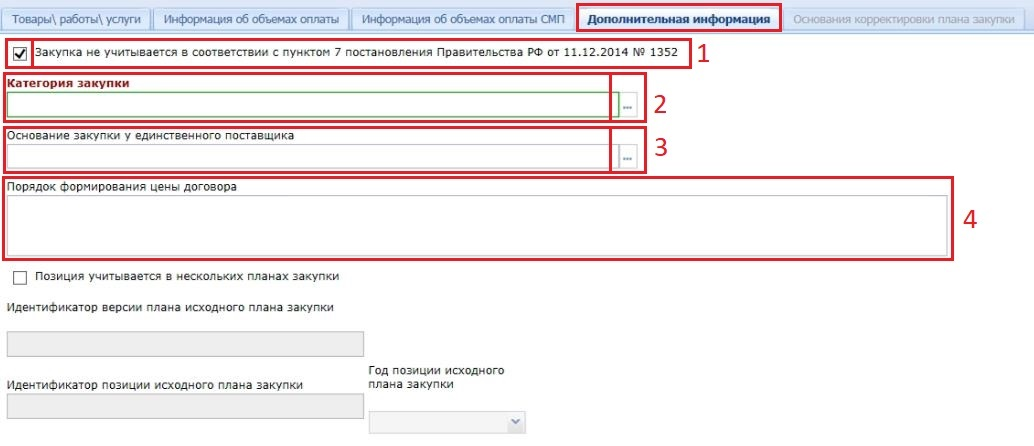 Товары\ работы\ услуги Информация об объемах оплаты Информация об объемах оплаты СМП Дополнительная информация Основания корректировки плана закупки
Закупка не учитывается в соответствии с пунктом 7 постановления Правительства РФ от 11.12.2014 № 1352 1
Категория закупки
... 2
Основание закупки у единственного поставщика
... 3
Порядок формирования цены договора
4
Позиция учитывается в нескольких планах закупки
Идентификатор версии плана исходного плана закупки
Идентификатор позиции исходного плана закупки
Год позиции исходного
плана закупки